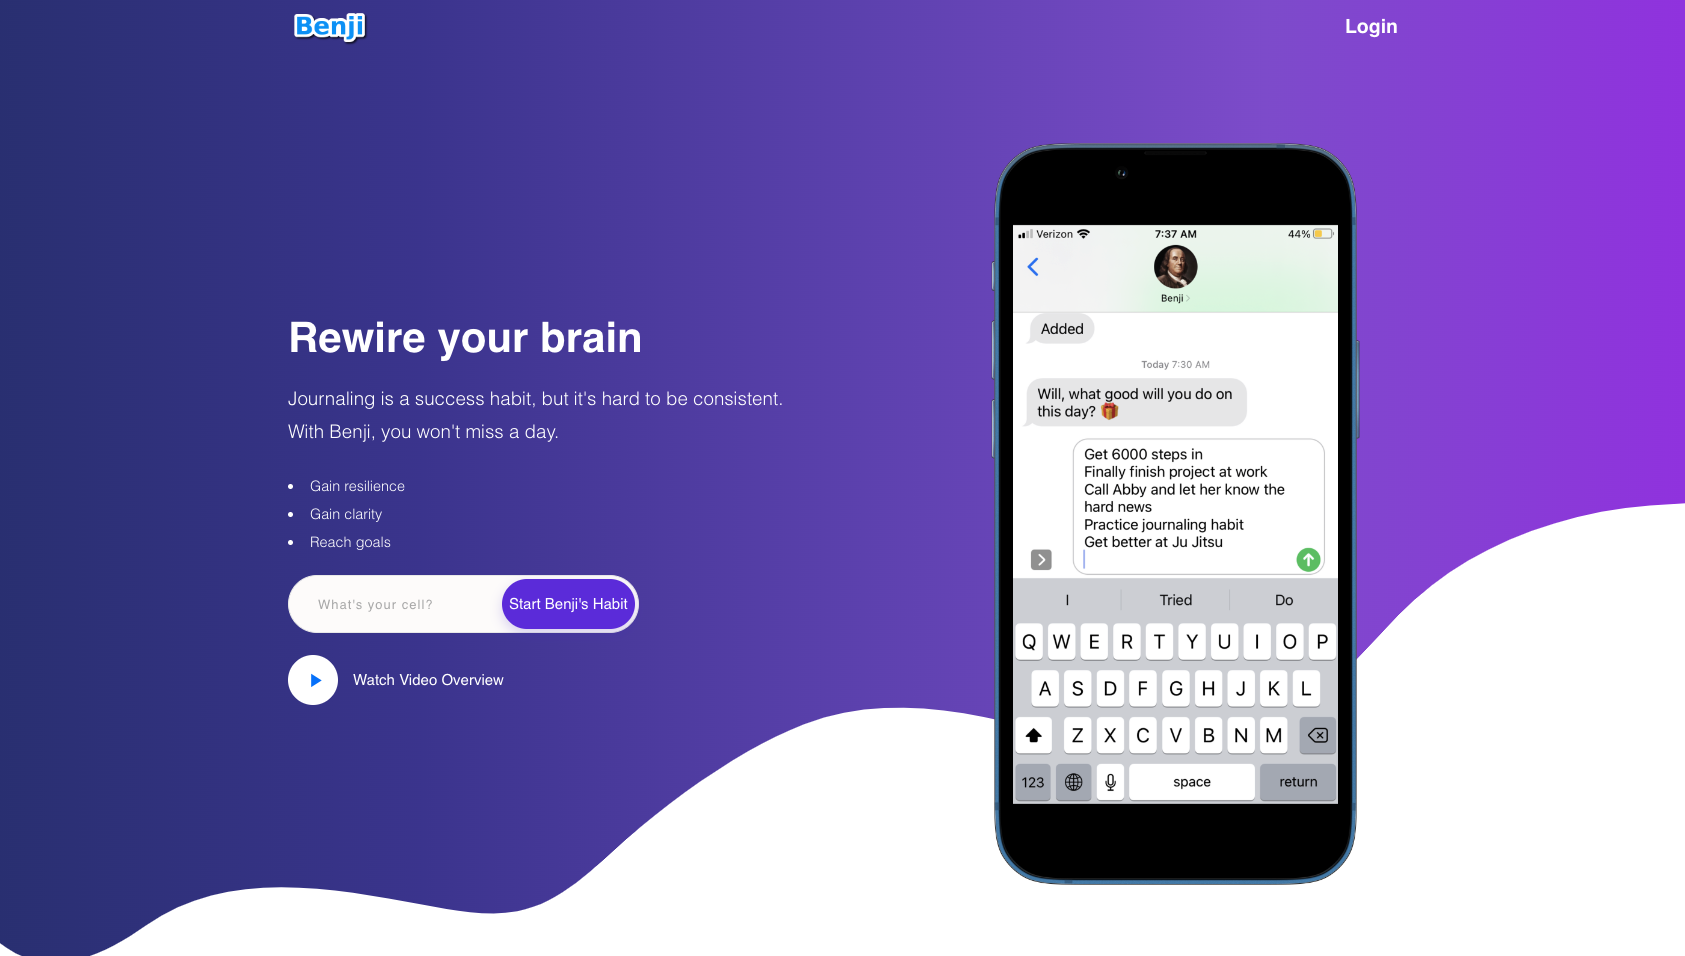 Benji
Login
Rewire your brain
Journaling is a success habit, but it's hard to be consistent.
With Benji, you won't miss a day.
Gain resilience
Gain clarity
Reach goals
What's your cell?
Start Benji's Habit
Watch Video Overview
Verizon 7:37 AM 44%
Benji
Added
Today 7:30 AM
Will, what good will you do on
this day? 🎁
Get 6000 steps in
Finally finish project at work
Call Abby and let her know the
hard news
Practice journaling habit
Get better at Ju Jitsu
I Tried Do
Q W E R T Y U I O P
A S D F G H J K L
Z X C V B N M
123 space return